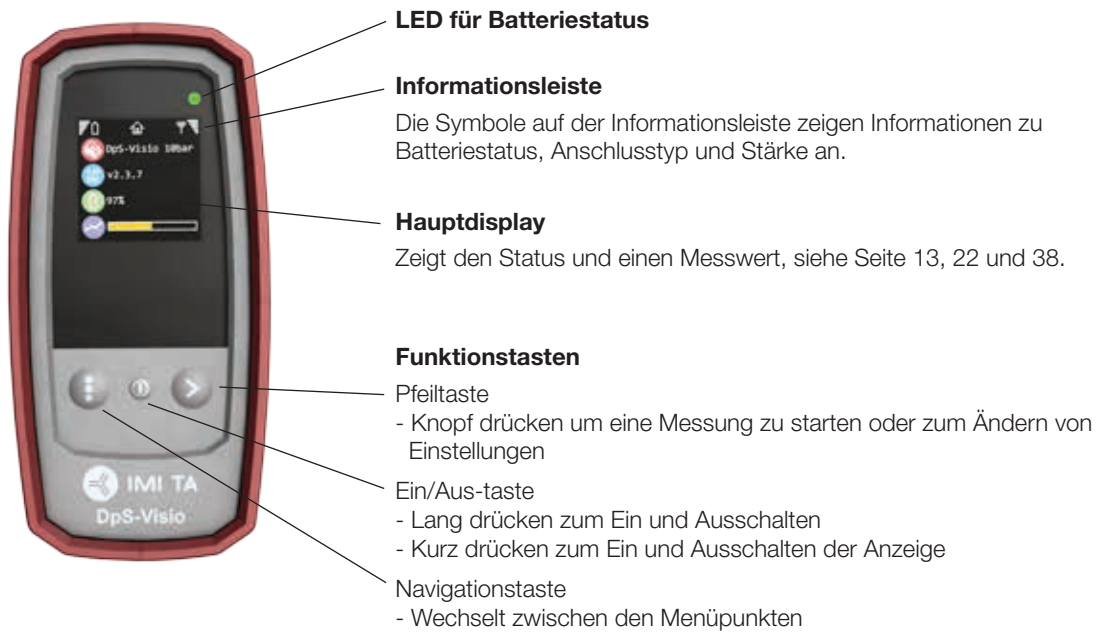 LED für Batteriestatus
Informationsleiste
Die Symbole auf der Informationsleiste zeigen Informationen zu
Batteriestatus, Anschlusstyp und Stärke an.
DpS-Visio 10bar
v2.3.7
97%
Hauptdisplay
Zeigt den Status und einen Messwert, siehe Seite 13, 22 und 38.
Funktionstasten
Pfeiltaste
- Knopf drücken um eine Messung zu starten oder zum Ändern von
Einstellungen
Ein/Aus-taste
- Lang drücken zum Ein und Ausschalten
- Kurz drücken zum Ein und Ausschalten der Anzeige
Navigationstaste
- Wechselt zwischen den Menüpunkten
IMI TA
DpS-Visio